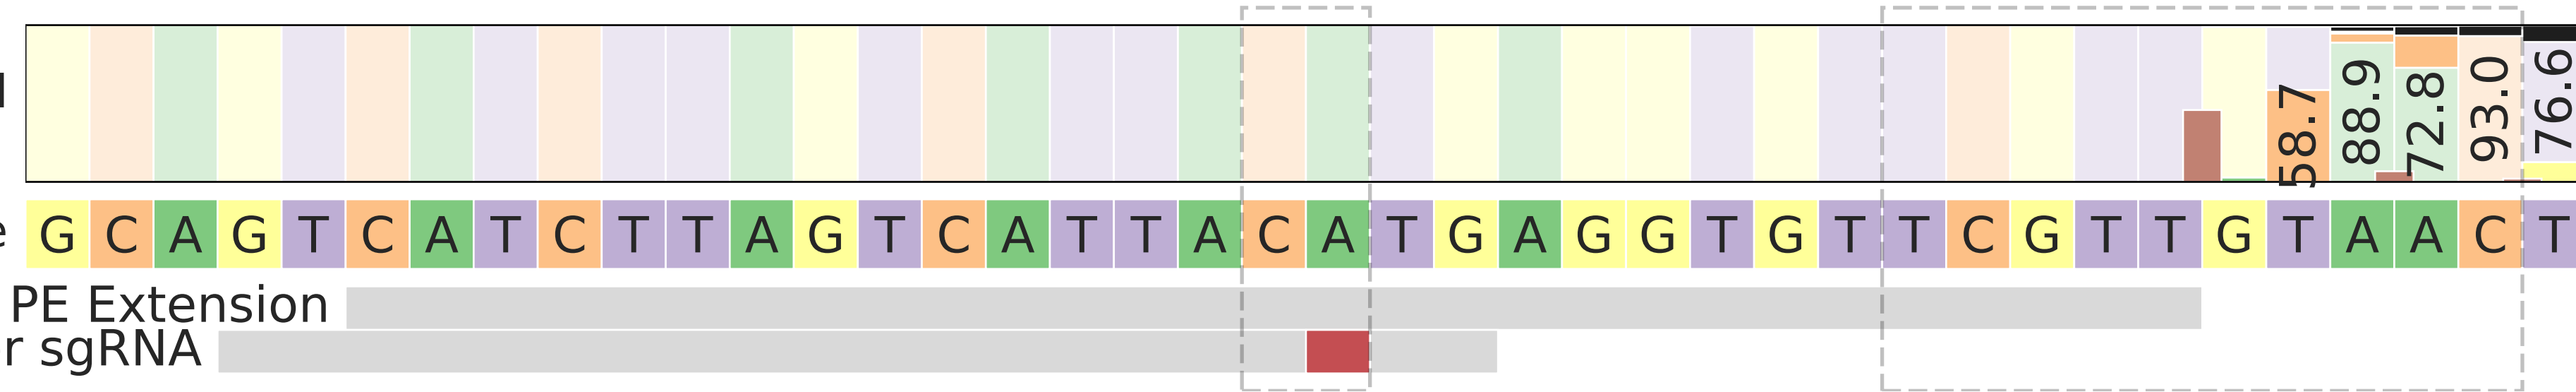 58.7 88.9 72.8 93.0 76.6
G C A G T C A T C T T A G T C A T T A C A T G A G G T G T T C G T T G T A A C T
PE Extension
r sgRNA